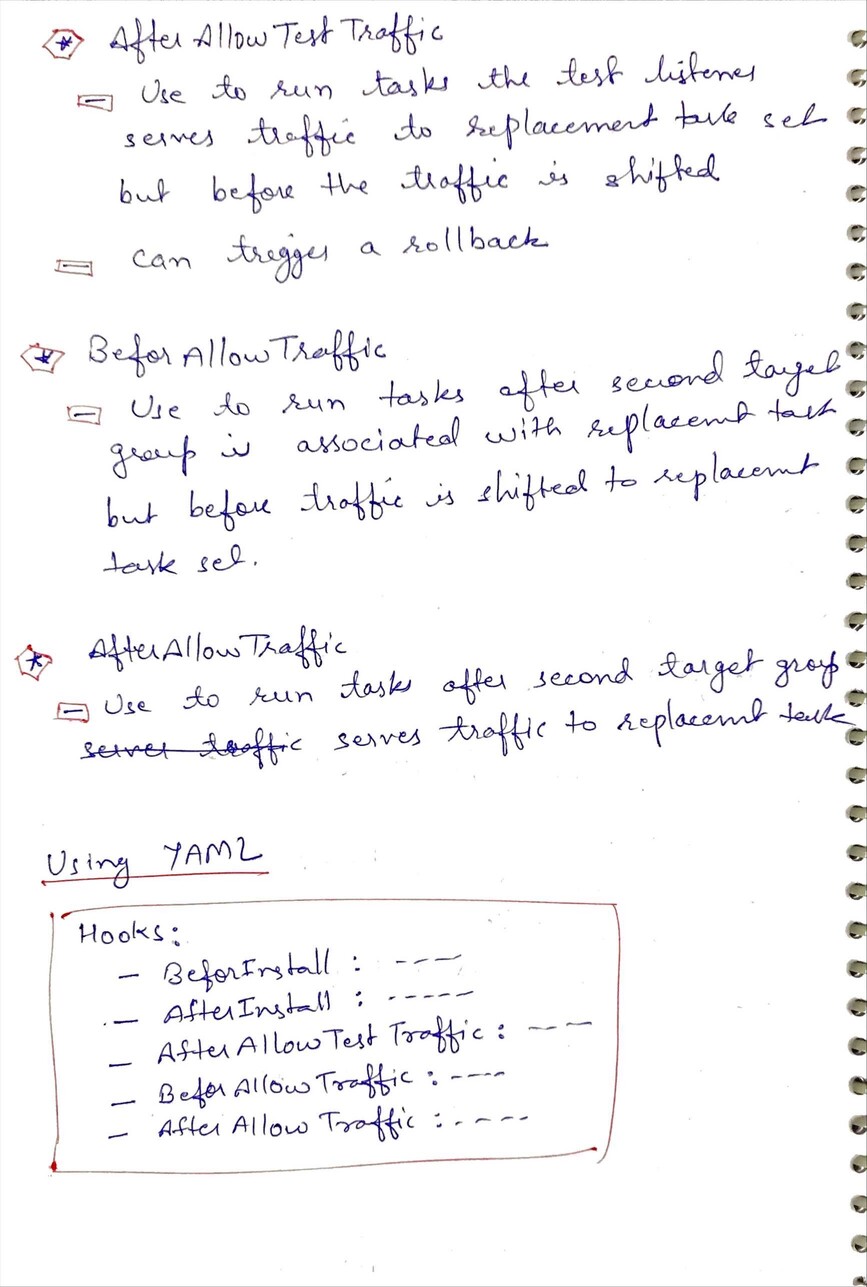 After Allow Test Traffic
Use to run tasks the test listener
serves traffic to replacement task set
but before the traffic is shifted
can tregger a rollback
Befor Allow Traffic
Use to run tasks after second target
group is associated with replacemt task
but before traffic is shifted to replacemt
task set.
After Allow Traffic
Use to run tasks after second target group
server traffic serves traffic to replacemt task
Using YAML
Hooks:
- BeforInstall : ---
- AfterInstall : -----
- After Allow Test Traffic : ---
- Befor Allow Traffic : ----
- After Allow Traffic : ----